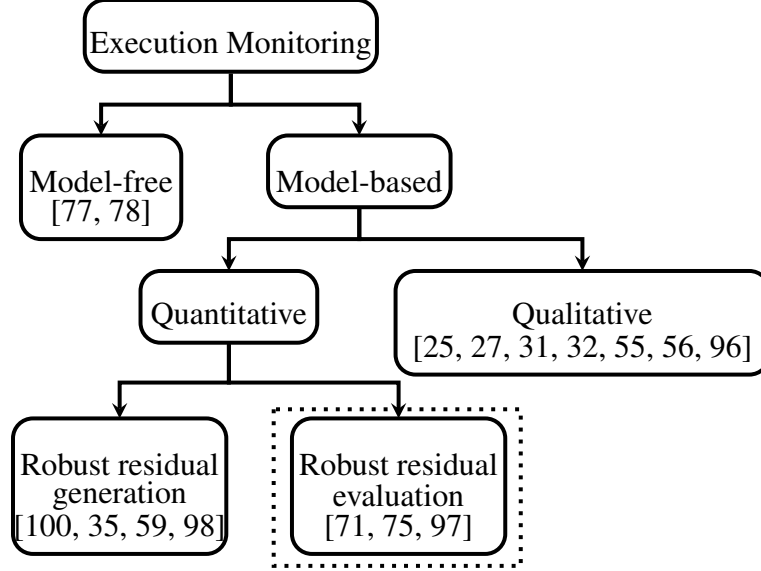 Execution Monitoring
Model-free
[77, 78]
Model-based
Quantitative
Qualitative
[25, 27, 31, 32, 55, 56, 96]
Robust residual
generation
[100, 35, 59, 98]
Robust residual
evaluation
[71, 75, 97]